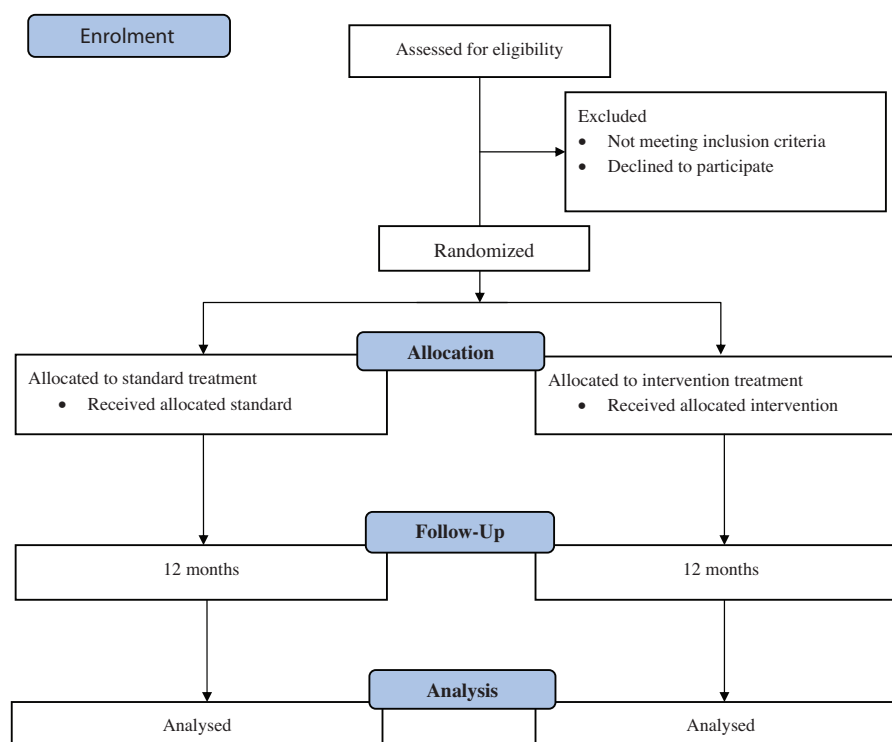 Enrolment
Assessed for eligibility
Excluded
• Not meeting inclusion criteria
• Declined to participate
Randomized
Allocation
Allocated to standard treatment
• Received allocated standard
Allocated to intervention treatment
• Received allocated intervention
Follow-Up
12 months
12 months
Analysis
Analysed
Analysed